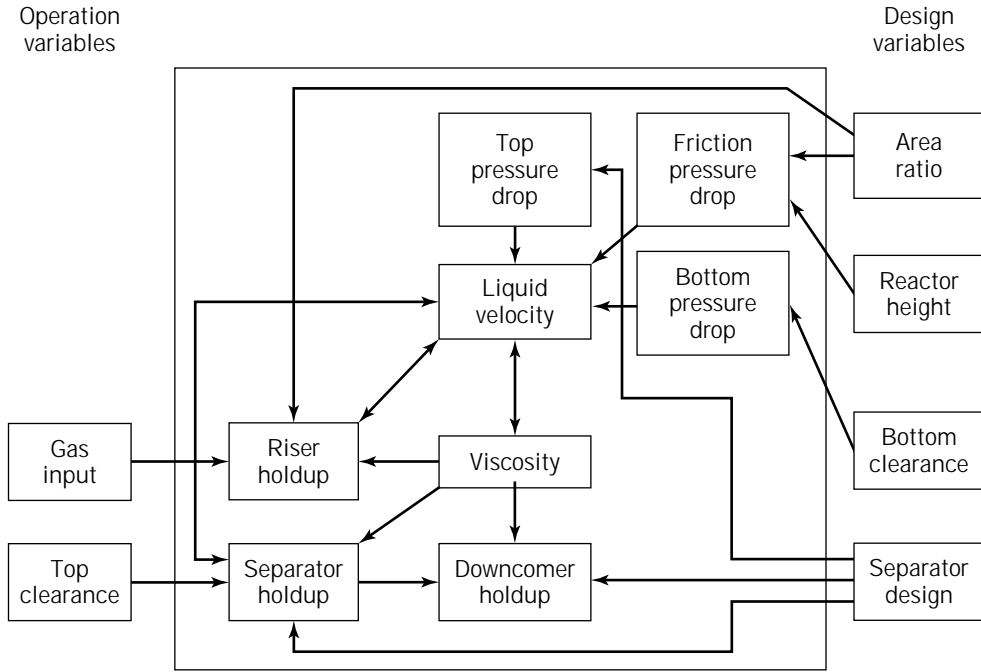 Operation
variables
Design
variables
Top
pressure
drop
Friction
pressure
drop
Area
ratio
Liquid
velocity
Bottom
pressure
drop
Reactor
height
Gas
input
Riser
holdup
Viscosity
Bottom
clearance
Top
clearance
Separator
holdup
Downcomer
holdup
Separator
design